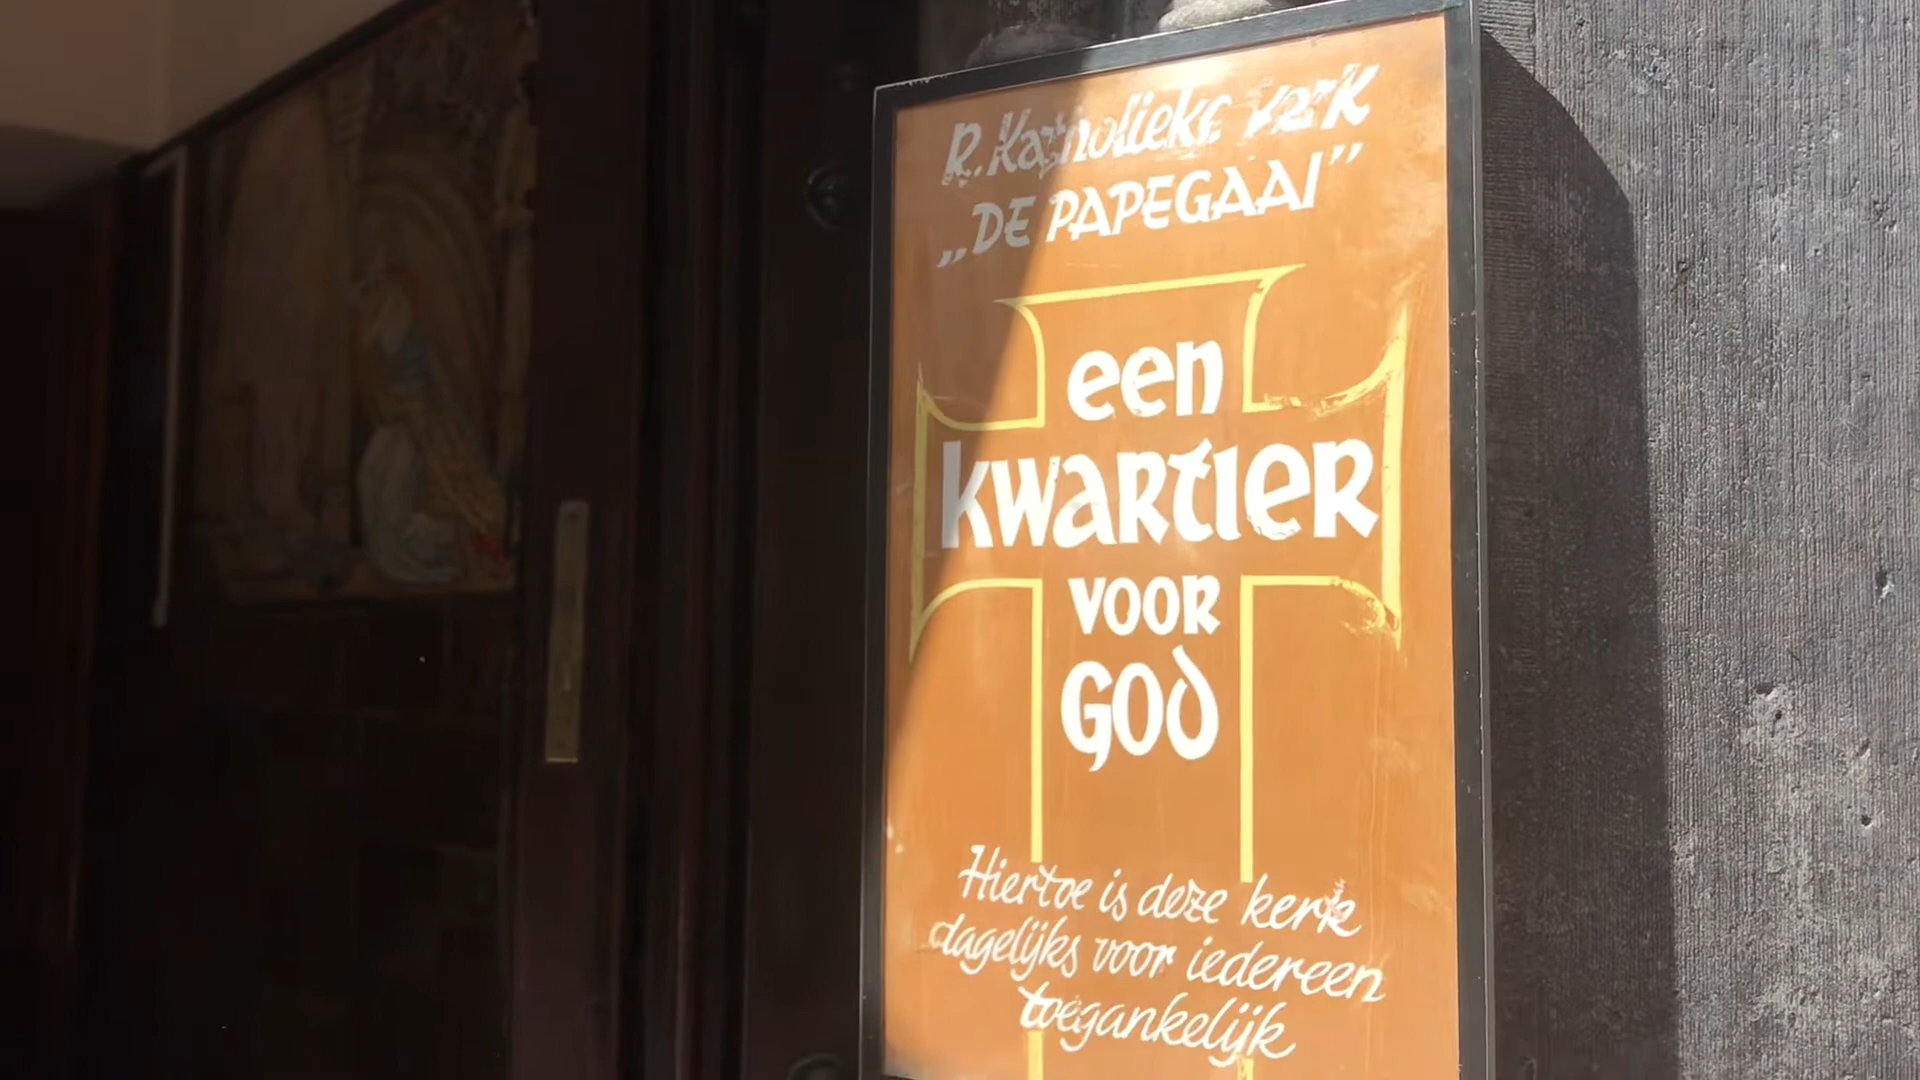 R. Katholieke kerk
„DE PAPEGAAI”
een
kwartier
voor
God
Hiertoe is deze kerk
dagelijks voor iedereen
toegankelijk